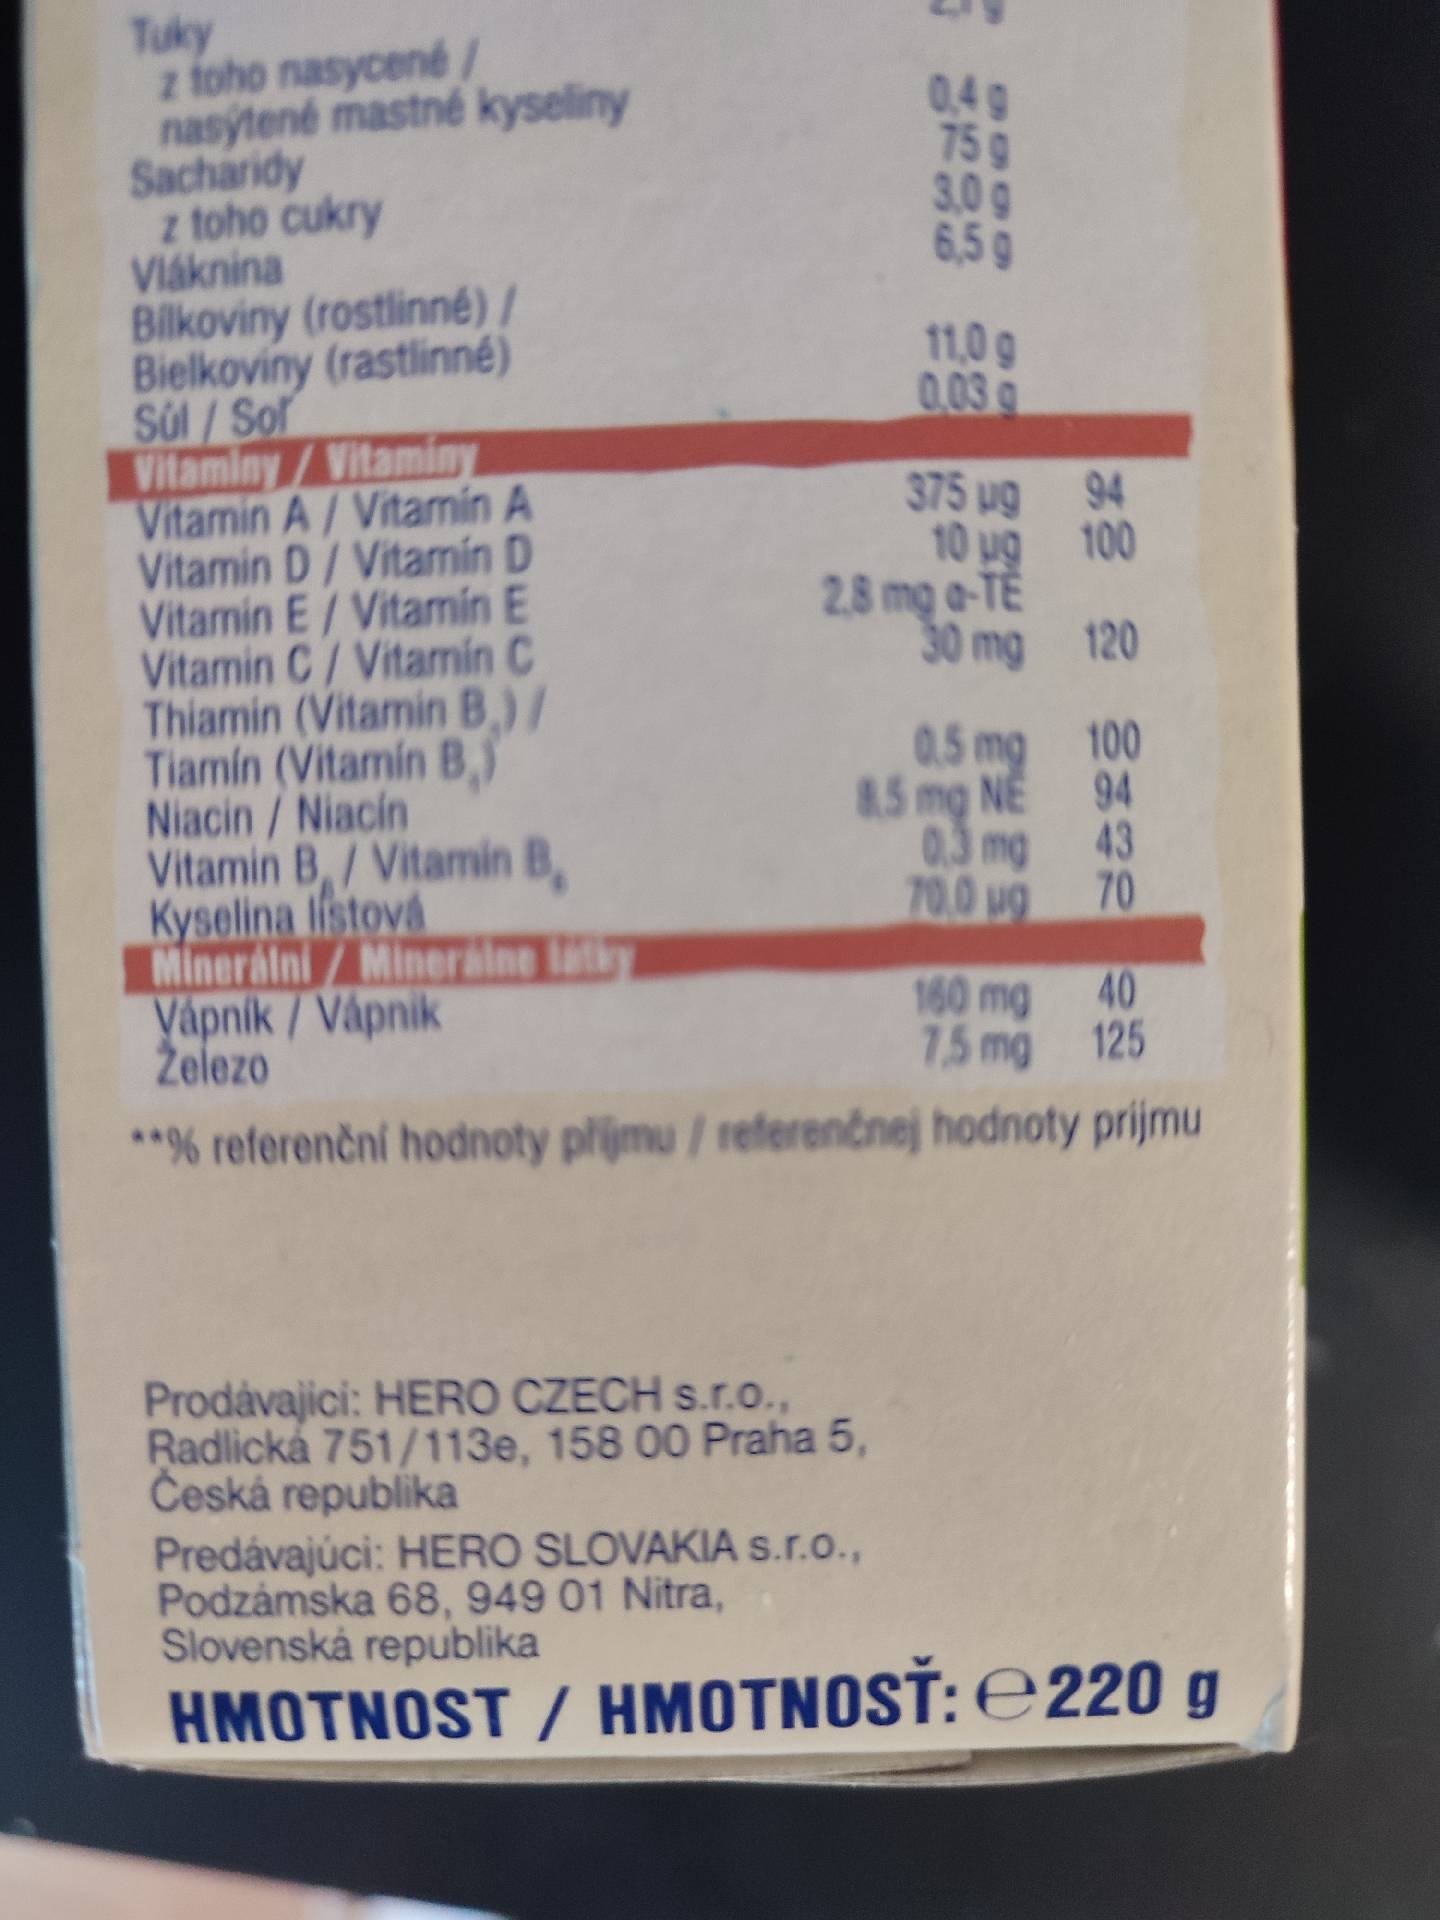 Tuky
z toho nasycené /
nasýtené mastné kyseliny 0,4 g
Sacharidy 75 g
z toho cukry 3,0 g
Vláknina 6,5 g
Bílkoviny (rostlinné) /
Bielkoviny (rastlinné) 11,0 g
Sůl / Soľ 0,03 g
Vitaminy / Vitamíny
Vitamin A / Vitamín A 375 µg 94
Vitamin D / Vitamín D 10 µg 100
Vitamin E / Vitamín E 2,8 mg α-TE
Vitamin C / Vitamín C 30 mg 120
Thiamin (Vitamin B₁) /
Tiamín (Vitamín B₁) 0,5 mg 100
Niacin / Niacín 8,5 mg NE 94
Vitamin B₆ / Vitamín B₆ 0,3 mg 43
Kyselina listová 70,0 µg 70
Minerální / Minerálne látky
Vápník / Vápnik 160 mg 40
Železo 7,5 mg 125
**% referenční hodnoty příjmu / referenčnej hodnoty príjmu
Prodávající: HERO CZECH s.r.o.,
Radlická 751/113e, 158 00 Praha 5,
Česká republika
Predávajúci: HERO SLOVAKIA s.r.o.,
Podzámska 68, 949 01 Nitra,
Slovenská republika
HMOTNOST / HMOTNOSŤ: ℮ 220 g